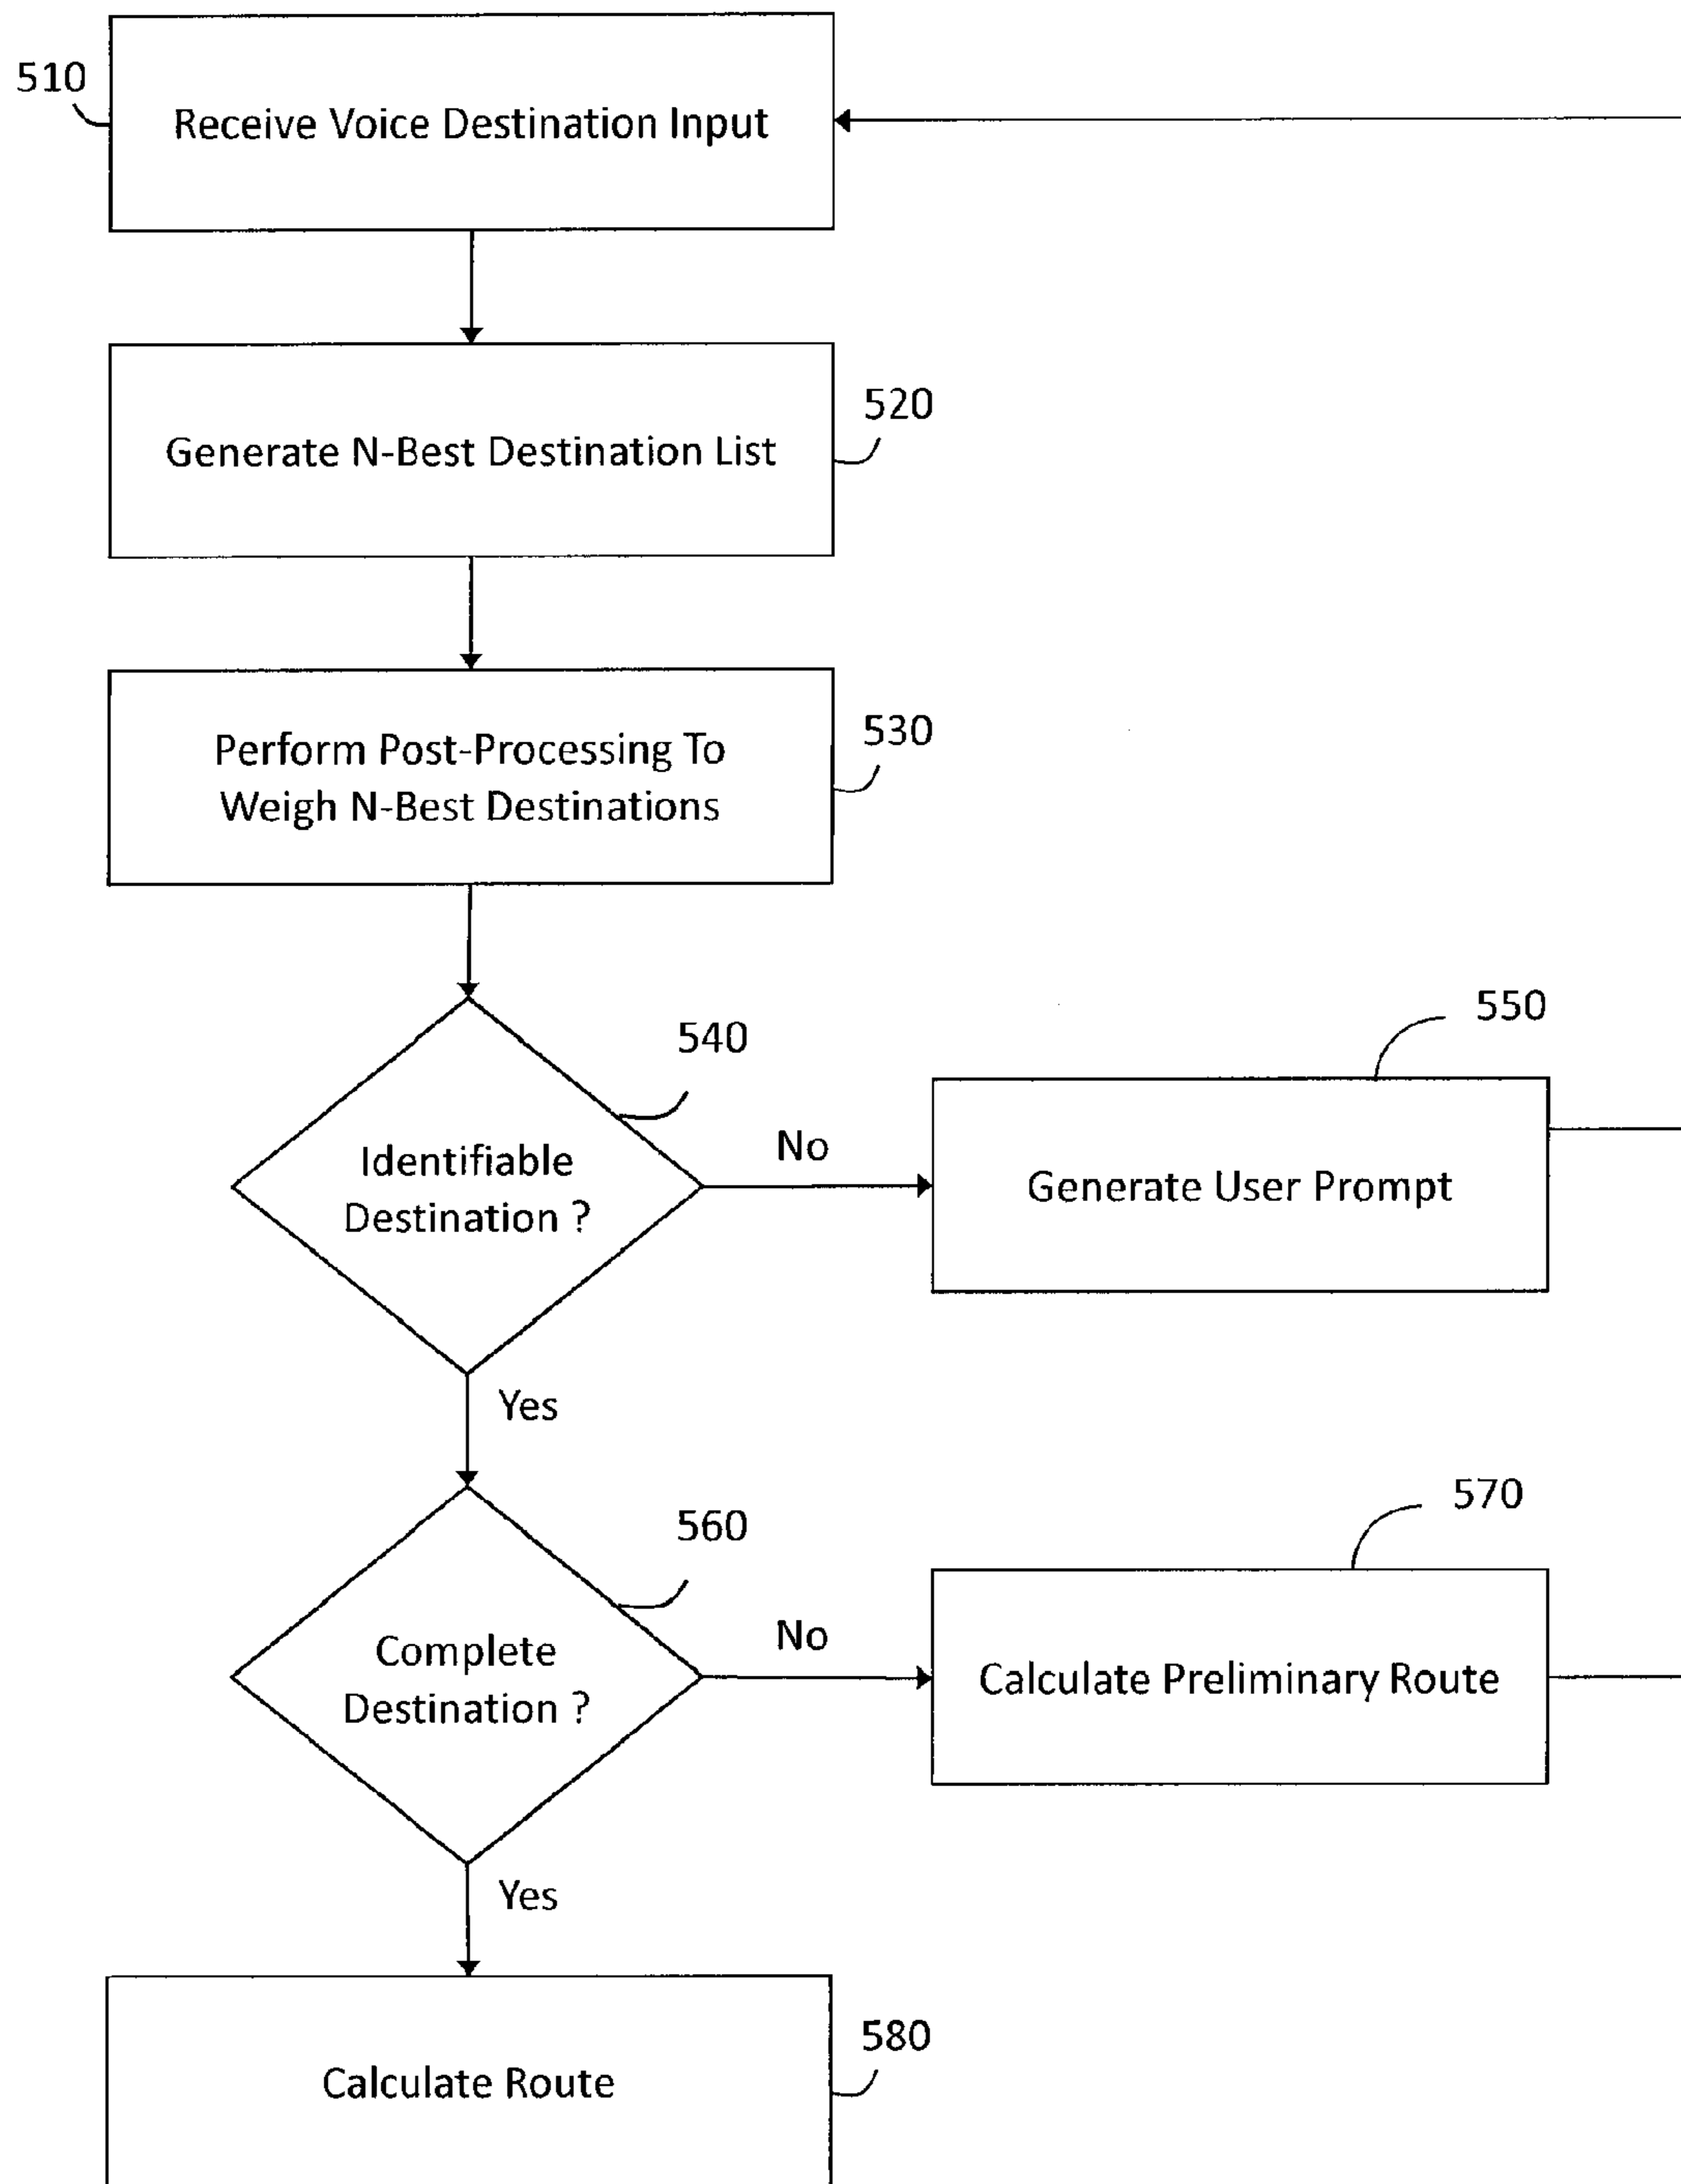 510
Receive Voice Destination Input
520
Generate N-Best Destination List
530
Perform Post-Processing To
Weigh N-Best Destinations
540
550
Identifiable
Destination ?
No
Generate User Prompt
Yes
560
570
Complete
Destination ?
No
Calculate Preliminary Route
Yes
580
Calculate Route